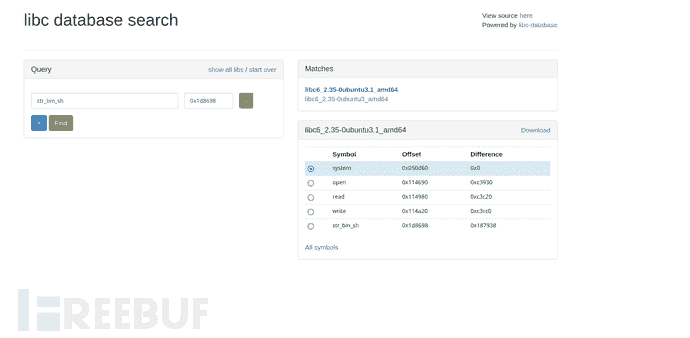 libc database search
View source here
Powered by libc-database
Query
show all libs / start over
str_bin_sh
0x1d8698
-
+
Find
Matches
libc6_2.35-0ubuntu3.1_amd64
libc6_2.35-0ubuntu3_amd64
libc6_2.35-0ubuntu3.1_amd64
Download
Symbol Offset Difference
system 0x050d60 0x0
open 0x114690 0xc3930
read 0x114980 0xc3c20
write 0x114a20 0xc3cc0
str_bin_sh 0x1d8698 0x187938
All symbols
FREEBUF